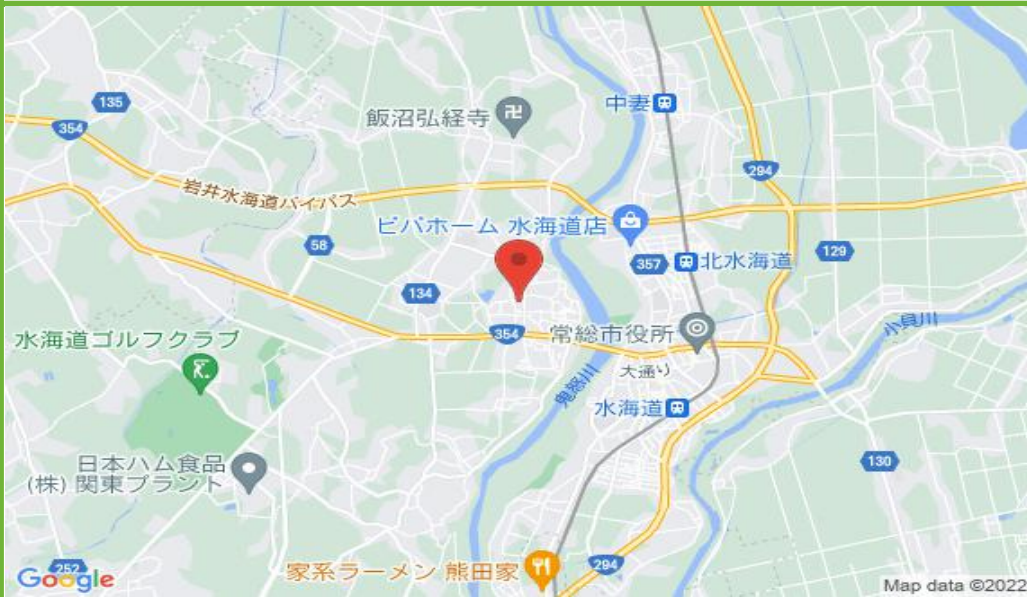 135
354
飯沼弘経寺
中妻
294
岩井水海道バイパス
ビバホーム 水海道店
58
357
北水海道
129
134
354
常総市役所
小貝川
水海道ゴルフクラブ
大通り
鬼怒川
水海道
日本ハム食品
(株) 関東プラント
130
252
Google
家系ラーメン 熊田家
294
Map data ©2022